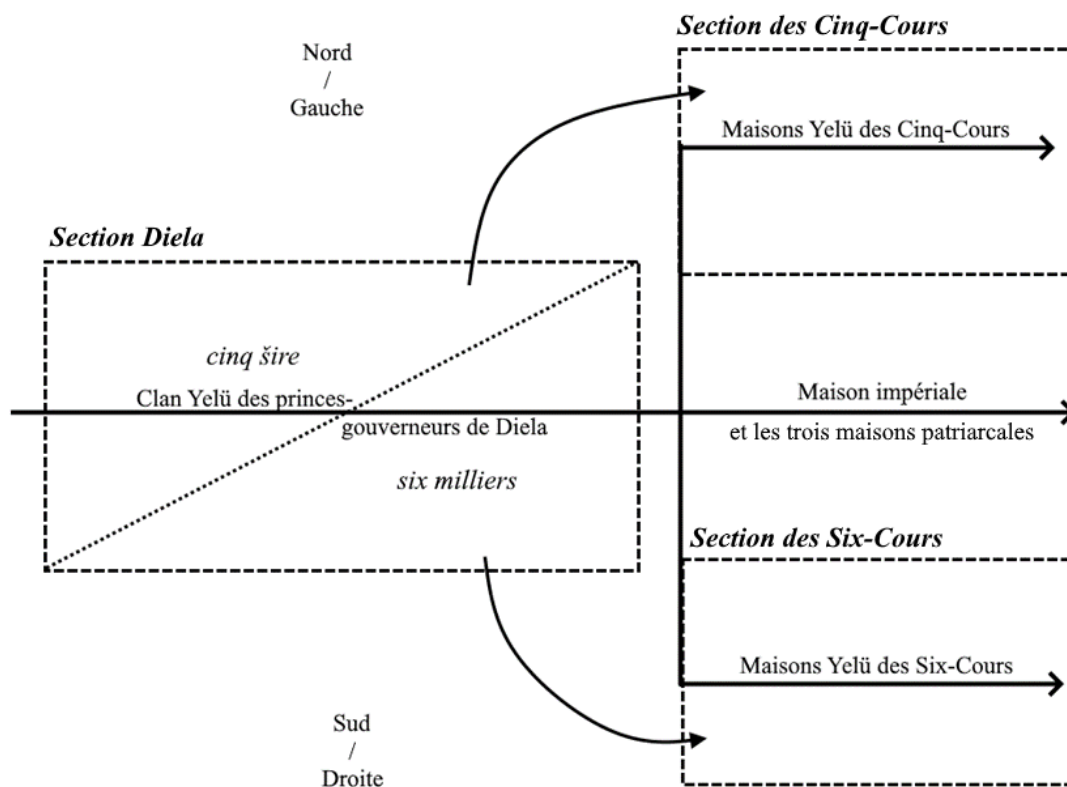 Section des Cinq-Cours
Nord
/
Gauche
Maisons Yelü des Cinq-Cours
Section Diela
cinq šire
Clan Yelü des princes-
gouverneurs de Diela
Maison impériale
et les trois maisons patriarcales
six milliers
Section des Six-Cours
Maisons Yelü des Six-Cours
Sud
/
Droite